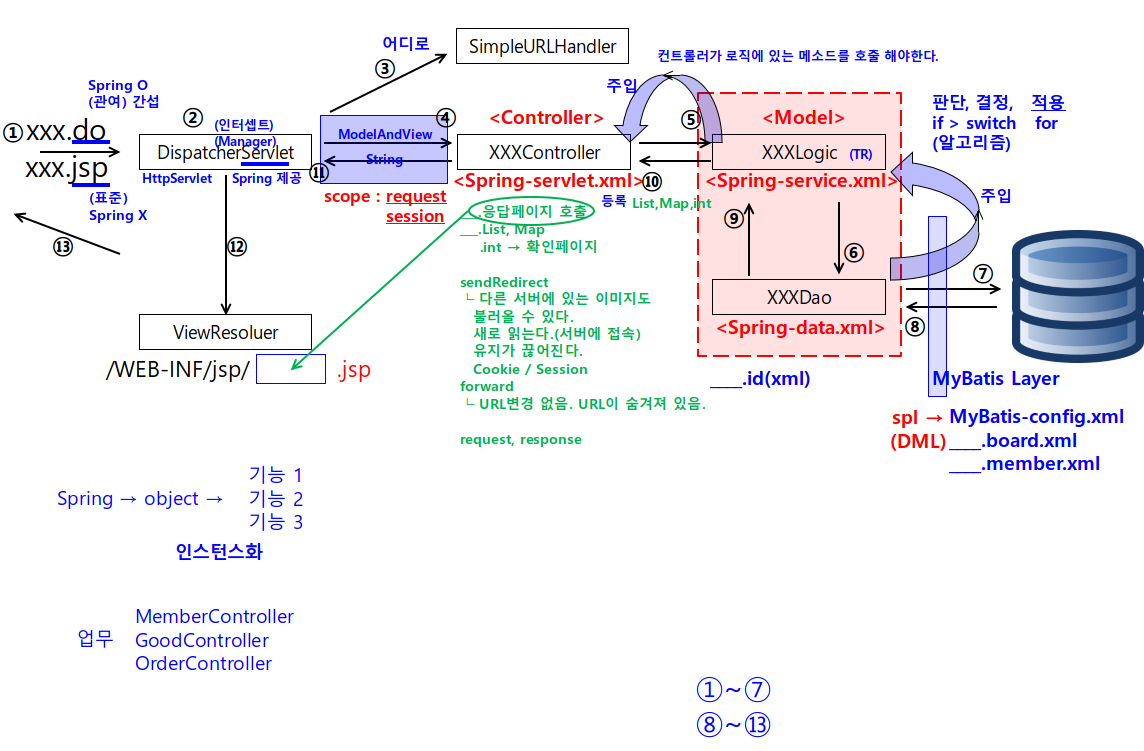 어디로
③
SimpleURLHandler
컨트롤러가 로직에 있는 메소드를 호출 해야한다.
주입
Spring O
(관여) 간섭
① xxx.do
xxx.jsp
(표준)
Spring X
⑬
②
(인터셉트)
(Manager)
DispatcherServlet
HttpServlet
Spring 제공
④
ModelAndView
String
⑪
scope : request
session
<Controller>
XXXController
<Spring-servlet.xml>
⑤
⑩
등록
List,Map,int
<Model>
XXXLogic (TR)
<Spring-service.xml>
⑨
⑥
XXXDao
<Spring-data.xml>
판단, 결정, 적용
if > switch for
(알고리즘)
주입
⑦
⑧
___.id(xml)
MyBatis Layer
spl → MyBatis-config.xml
(DML) ___.board.xml
___.member.xml
___.응답페이지 호출
___.List, Map
.int → 확인페이지
sendRedirect
└ 다른 서버에 있는 이미지도
불러올 수 있다.
새로 읽는다.(서버에 접속)
유지가 끊어진다.
Cookie / Session
forward
└ URL변경 없음. URL이 숨겨져 있음.
request, response
⑫
ViewResoluer
/WEB-INF/jsp/ .jsp
Spring → object →
기능 1
기능 2
기능 3
인스턴스화
업무
MemberController
GoodController
OrderController
①~⑦
⑧~⑬